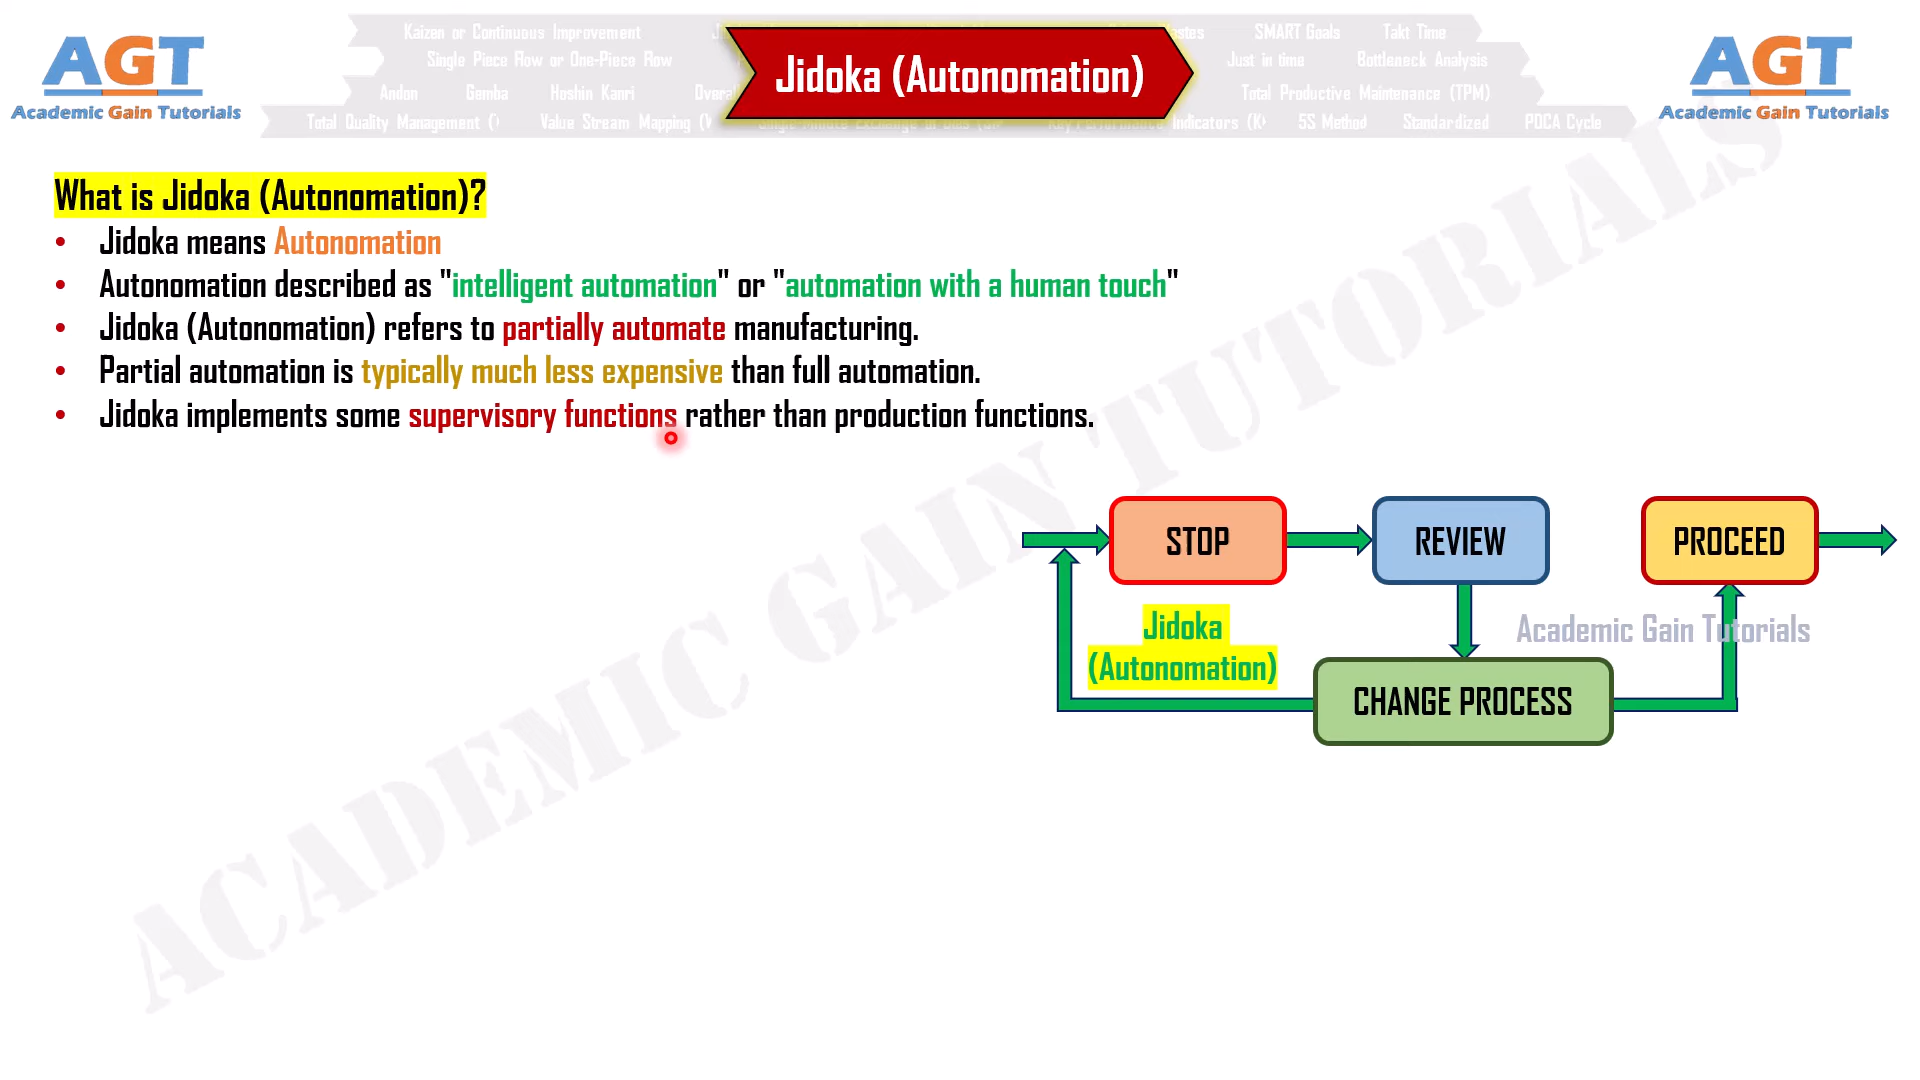 AGT
Academic Gain Tutorials
Kaizen or Continuous Improvement
SMART Goals
Takt Time
Single Piece Flow or One-Piece Flow
Just in time
Bottleneck Analysis
Andon
Gemba
Hoshin Kanri
Total Productive Maintenance (TPM)
Total Quality Management (
Value Stream Mapping (
Indicators
5S Method
Standardized
PDCA Cycle
Jidoka (Autonomation)
AGT
Academic Gain Tutorials
What is Jidoka (Autonomation)?
• Jidoka means Autonomation
• Autonomation described as "intelligent automation" or "automation with a human touch"
• Jidoka (Autonomation) refers to partially automate manufacturing.
• Partial automation is typically much less expensive than full automation.
• Jidoka implements some supervisory functions rather than production functions.
STOP
REVIEW
PROCEED
Jidoka
(Autonomation)
Academic Gain Tutorials
CHANGE PROCESS
ACADEMIC GAIN TUTORIALS